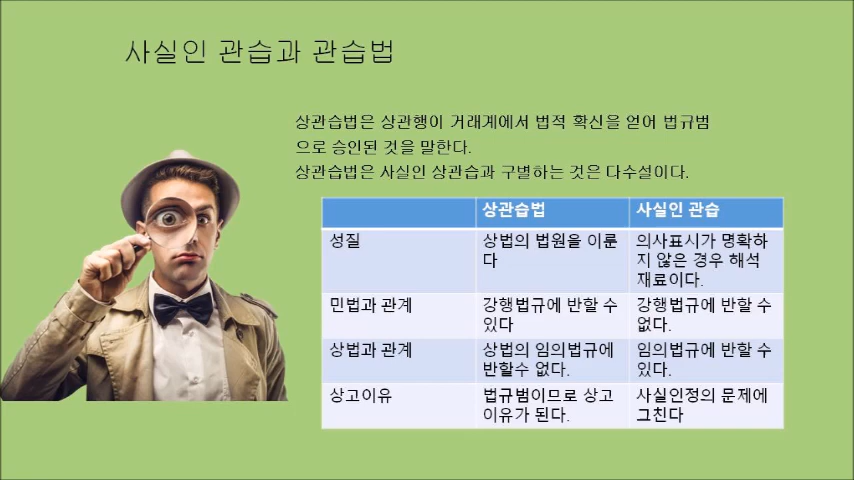 사실인 관습과 관습법
상관습법은 상관행이 거래계에서 법적 확신을 얻어 법규범
으로 승인된 것을 말한다.
상관습법은 사실인 상관습과 구별하는 것은 다수설이다.
상관습법 사실인 관습
성질 상법의 법원을 이룬
다 의사표시가 명확하
지 않은 경우 해석
재료이다.
민법과 관계 강행법규에 반할 수
있다 강행법규에 반할 수
없다.
상법과 관계 상법의 임의법규에
반할수 없다. 임의법규에 반할 수
있다.
상고이유 법규범이므로 상고
이유가 된다. 사실인정의 문제에
그친다